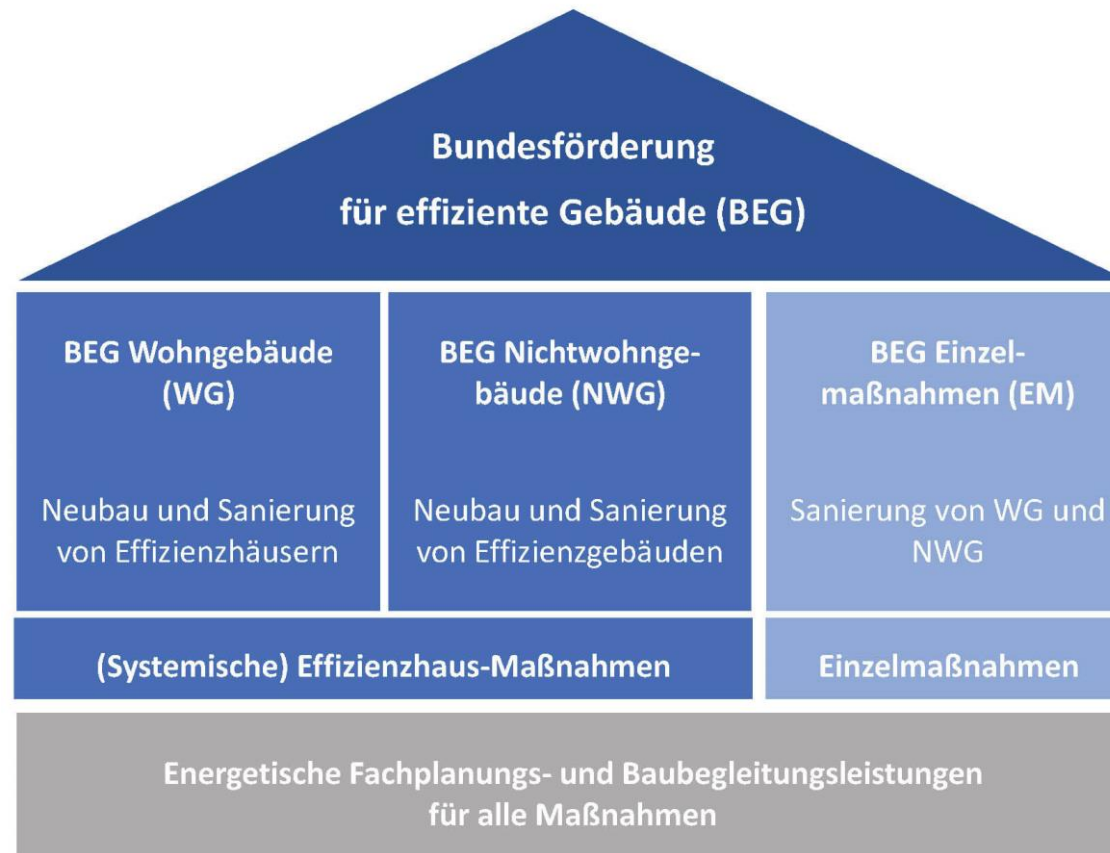 Bundesförderung
für effiziente Gebäude (BEG)
BEG Wohngebäude
(WG)
Neubau und Sanierung
von Effizienzhäusern
BEG Nichtwohnge-
bäude (NWG)
Neubau und Sanierung
von Effizienzgebäuden
BEG Einzel-
maßnahmen (EM)
Sanierung von WG und
NWG
(Systemische) Effizienzhaus-Maßnahmen
Einzelmaßnahmen
Energetische Fachplanungs- und Baubegleitungsleistungen
für alle Maßnahmen